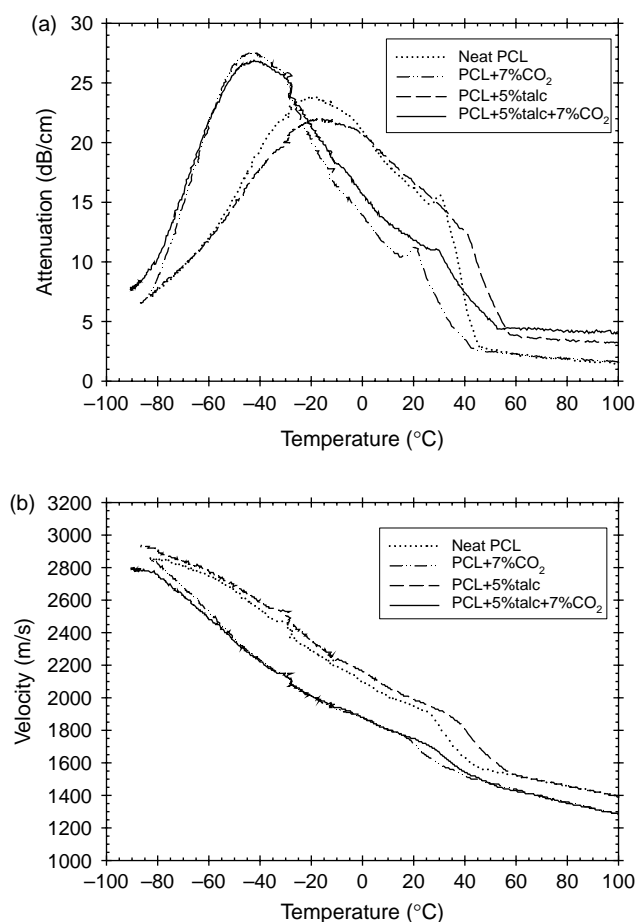 (a)
30
25
20
15
10
5
0
Attenuation (dB/cm)
Neat PCL
PCL+7%CO₂
PCL+5%talc
PCL+5%talc+7%CO₂
−100 −80 −60 −40 −20 0 20 40 60 80 100
Temperature (°C)
(b)
3200
3000
2800
2600
2400
2200
2000
1800
1600
1400
1200
1000
Velocity (m/s)
Neat PCL
PCL+7%CO₂
PCL+5%talc
PCL+5%talc+7%CO₂
−100 −80 −60 −40 −20 0 20 40 60 80 100
Temperature (°C)